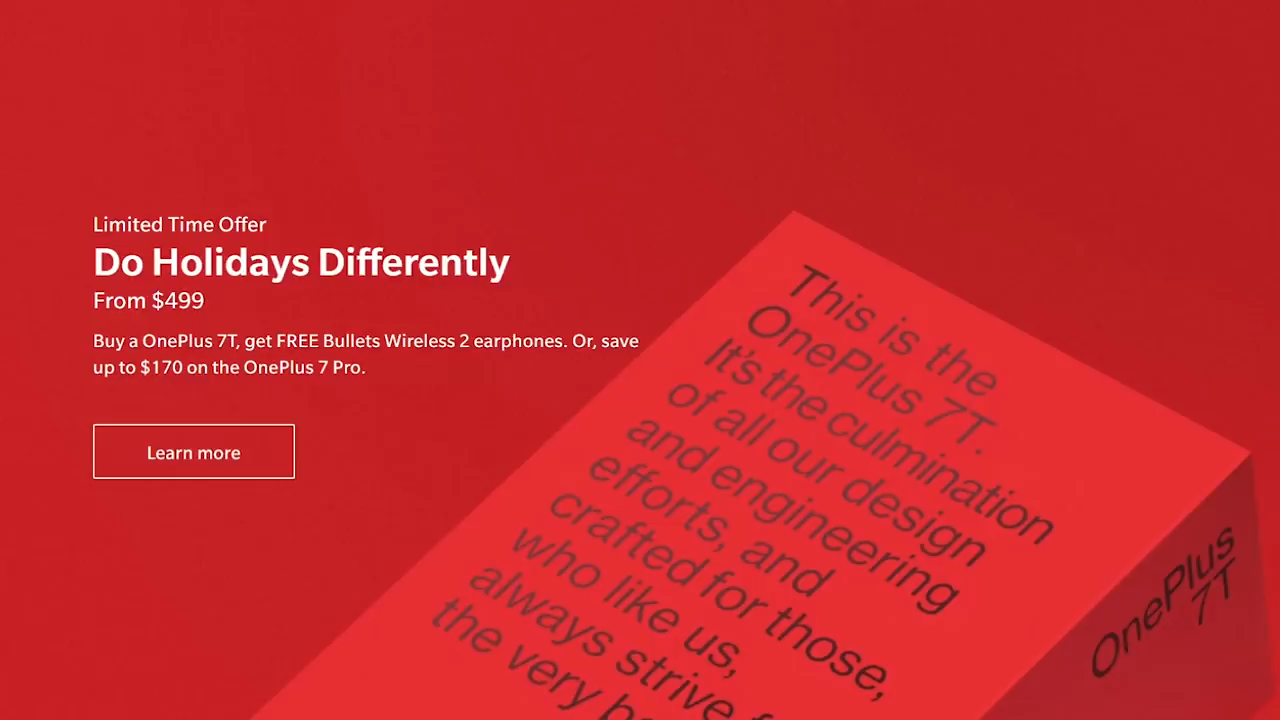 Limited Time Offer
Do Holidays Differently
From $499
Buy a OnePlus 7T, get FREE Bullets Wireless 2 earphones. Or, save
up to $170 on the OnePlus 7 Pro.
Learn more
This is the
OnePlus 7T.
It's the culmination
of all our design
and engineering
efforts, and
crafted for those,
who like us,
always strive
the very
OnePlus
7T